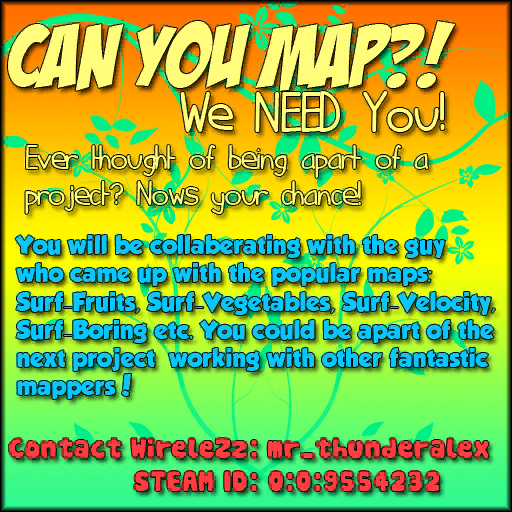 CAN YOU MAP?!
We NEED You!
Ever thought of being apart of a
project? Nows your chance!
You will be collaberating with the guy
who came up with the popular maps:
Surf-Fruits, Surf-Vegetables, Surf-Velocity,
Surf-Boring etc. You could be apart of the
next project working with other fantastic
mappers!
Contact WireleZz: mr_thunderalex
STEAM ID: 0:0:9554232